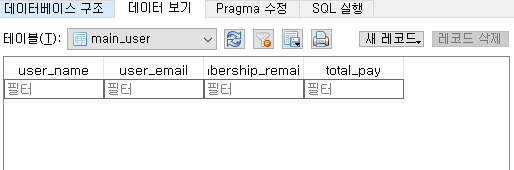 데이터베이스 구조 데이터 보기 Pragma 수정 SQL 실행
테이블(T): main_user 새 레코드 레코드 삭제
user_name user_email ıbership_remai total_pay
필터 필터 필터 필터